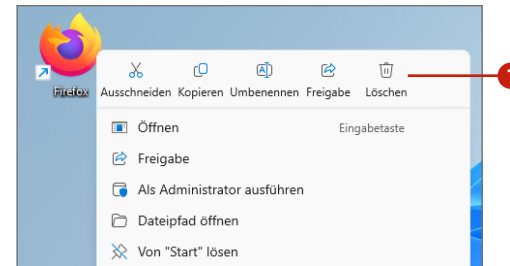 Firefox
Ausschneiden Kopieren Umbenennen Freigabe Löschen
Öffnen Eingabetaste
Freigabe
Als Administrator ausführen
Dateipfad öffnen
Von "Start" lösen